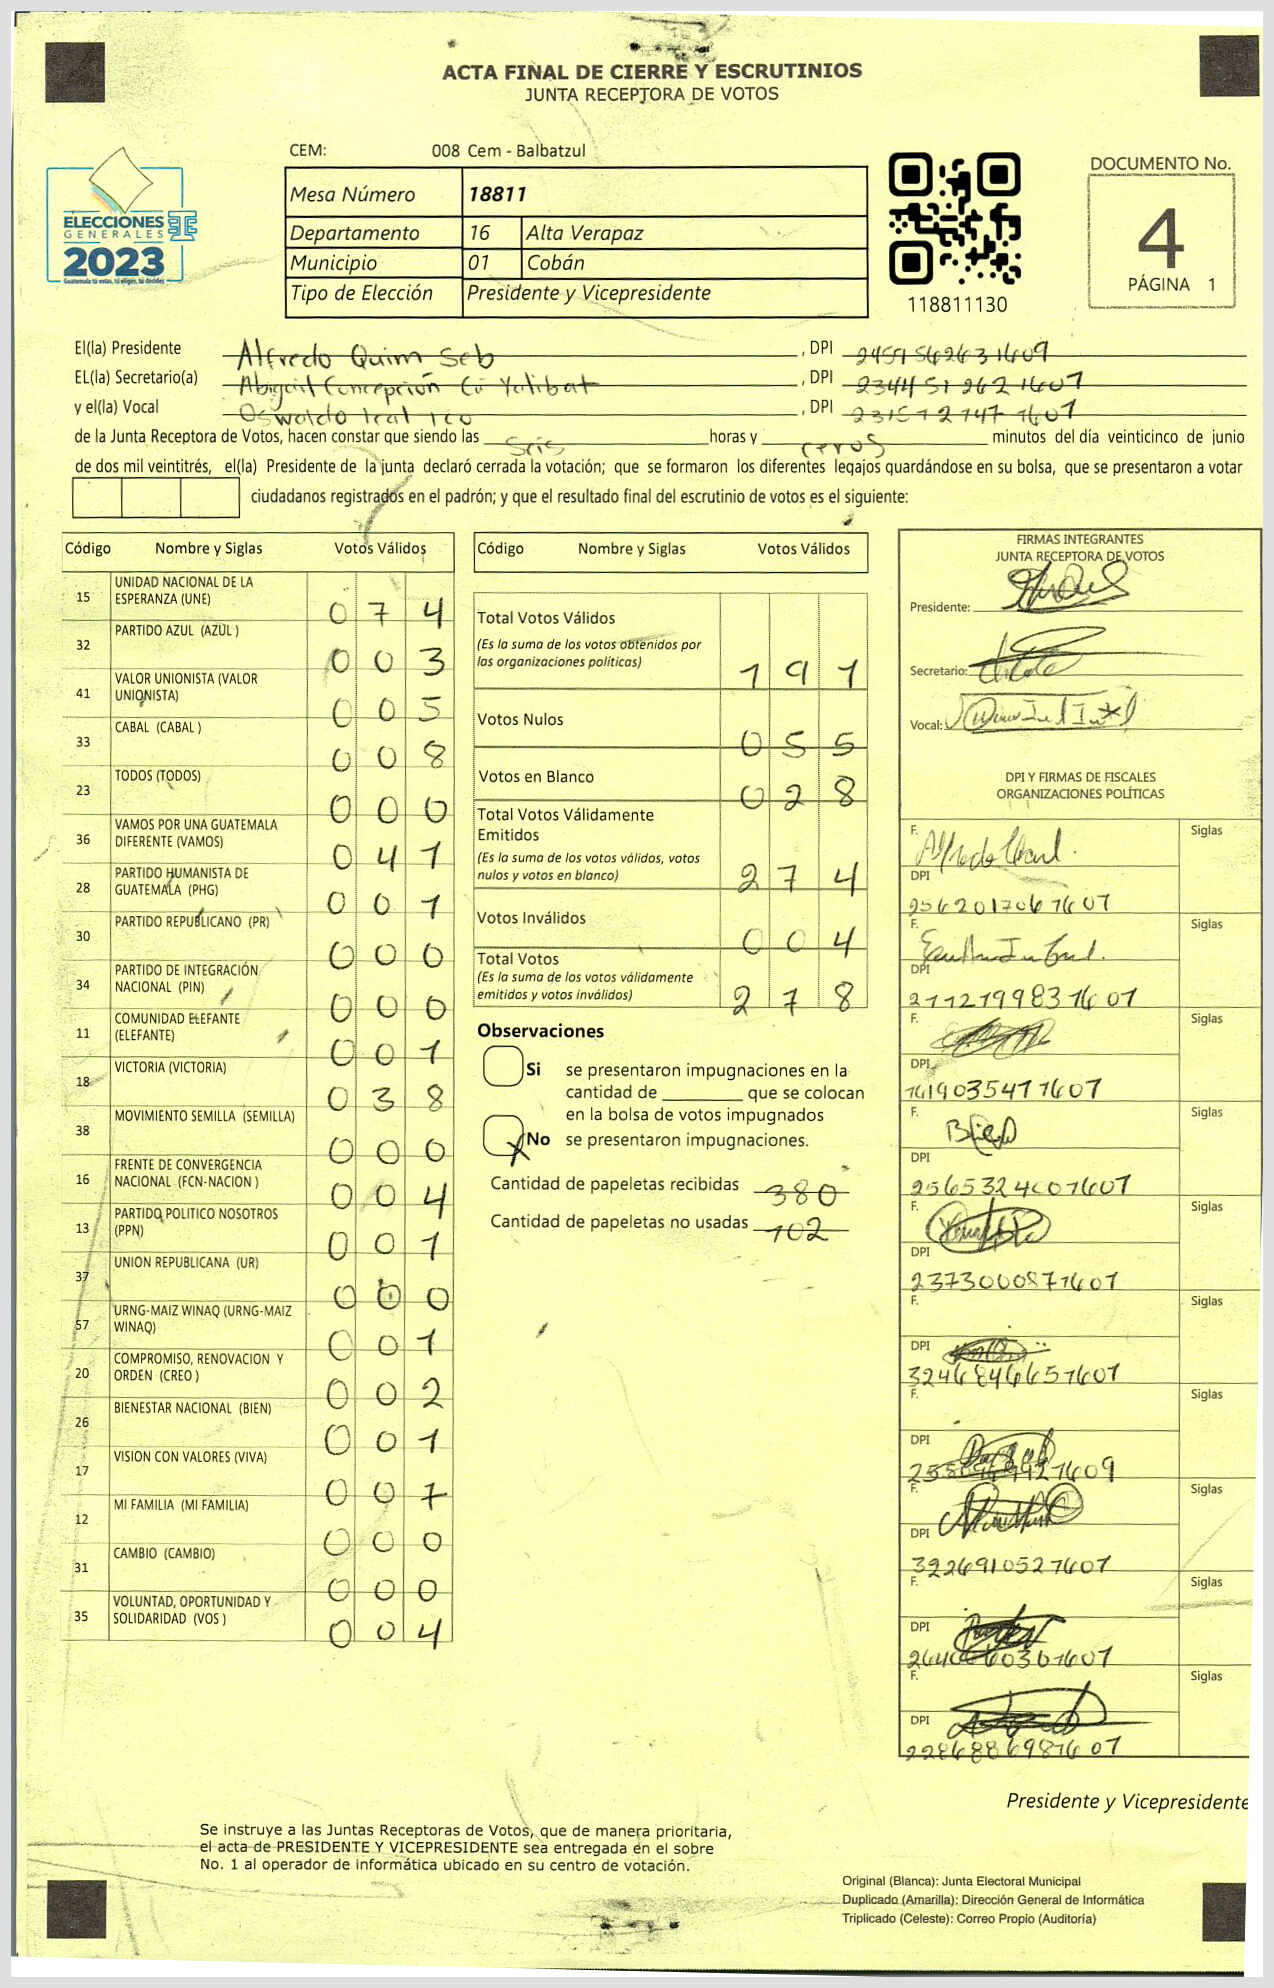 ACTA FINAL DE CIERRE Y ESCRUTINIOS
JUNTA RECEPTORA DE VOTOS
CEM: 008 Cem - Balbatzul
Mesa Número 18811
Departamento 16 Alta Verapaz
Municipio 01 Cobán
Tipo de Elección Presidente y Vicepresidente
ELECCIONES
GENERALES
2023
Guatemala tú votas, tú eliges, tú decides
118811130
DOCUMENTO No.
4
PÁGINA 1
El(la) Presidente Alfredo Quim Seb , DPI 2459562631609
EL(la) Secretario(a) Abigail Concepción Cú Yalibat , DPI 2344512621607
y el(la) Vocal Oswaldo Ical Ico , DPI
de la Junta Receptora de Votos, hacen constar que siendo las Seis horas y ceros minutos del día veinticinco de junio
de dos mil veintitrés, el(la) Presidente de la junta declaró cerrada la votación; que se formaron los diferentes legajos quardándose en su bolsa, que se presentaron a votar
ciudadanos registrados en el padrón; y que el resultado final del escrutinio de votos es el siguiente:
Código Nombre y Siglas Votos Válidos
15 UNIDAD NACIONAL DE LA
ESPERANZA (UNE) 0 7 4
32 PARTIDO AZUL (AZUL ) 0 0 3
41 VALOR UNIONISTA (VALOR
UNIONISTA) 0 0 5
33 CABAL (CABAL ) 0 0 8
23 TODOS (TODOS) 0 0 0
36 VAMOS POR UNA GUATEMALA
DIFERENTE (VAMOS) 0 4 1
28 PARTIDO HUMANISTA DE
GUATEMALA (PHG) 0 0 1
30 PARTIDO REPUBLICANO (PR) 0 0 0
34 PARTIDO DE INTEGRACIÓN
NACIONAL (PIN) 0 0 0
11 COMUNIDAD ELEFANTE
(ELEFANTE) 0 0 1
18 VICTORIA (VICTORIA) 0 3 8
38 MOVIMIENTO SEMILLA (SEMILLA) 0 0 0
16 FRENTE DE CONVERGENCIA
NACIONAL (FCN-NACION ) 0 0 4
13 PARTIDO POLITICO NOSOTROS
(PPN) 0 0 1
37 UNION REPUBLICANA (UR) 0 0 0
57 URNG-MAIZ WINAQ (URNG-MAIZ
WINAQ) 0 0 1
20 COMPROMISO, RENOVACION Y
ORDEN (CREO ) 0 0 2
26 BIENESTAR NACIONAL (BIEN) 0 0 1
17 VISION CON VALORES (VIVA) 0 0 7
12 MI FAMILIA (MI FAMILIA) 0 0 0
31 CAMBIO (CAMBIO) 0 0 0
35 VOLUNTAD, OPORTUNIDAD Y
SOLIDARIDAD (VOS ) 0 0 4
Código Nombre y Siglas Votos Válidos
Total Votos Válidos
(Es la suma de los votos obtenidos por
las organizaciones políticas) 1 9 1
Votos Nulos 0 5 5
Votos en Blanco 0 2 8
Total Votos Válidamente
Emitidos
(Es la suma de los votos válidos, votos
nulos y votos en blanco) 2 7 4
Votos Inválidos 0 0 4
Total Votos
(Es la suma de los votos válidamente
emitidos y votos inválidos) 2 7 8
Observaciones
Si se presentaron impugnaciones en la
cantidad de que se colocan
en la bolsa de votos impugnados
X No se presentaron impugnaciones.
Cantidad de papeletas recibidas 380
Cantidad de papeletas no usadas 102
FIRMAS INTEGRANTES
JUNTA RECEPTORA DE VOTOS
Presidente:
Secretario:
Vocal:
DPI Y FIRMAS DE FISCALES
ORGANIZACIONES POLÍTICAS
F. Siglas
DPI
2562017061607
F. Siglas
DPI
2112199831607
F. Siglas
DPI
1619035471607
F. Siglas
DPI
2565324001607
F. Siglas
DPI
2373000871607
F. Siglas
DPI
3246846651607
F. Siglas
DPI
F. Siglas
DPI
3226910521607
F. Siglas
DPI
F. Siglas
DPI
2286886981607
Presidente y Vicepresidente
Se instruye a las Juntas Receptoras de Votos, que de manera prioritaria,
el acta de PRESIDENTE Y VICEPRESIDENTE sea entregada en el sobre
No. 1 al operador de informática ubicado en su centro de votación.
Original (Blanca): Junta Electoral Municipal
Duplicado (Amarilla): Dirección General de Informática
Triplicado (Celeste): Correo Propio (Auditoría)